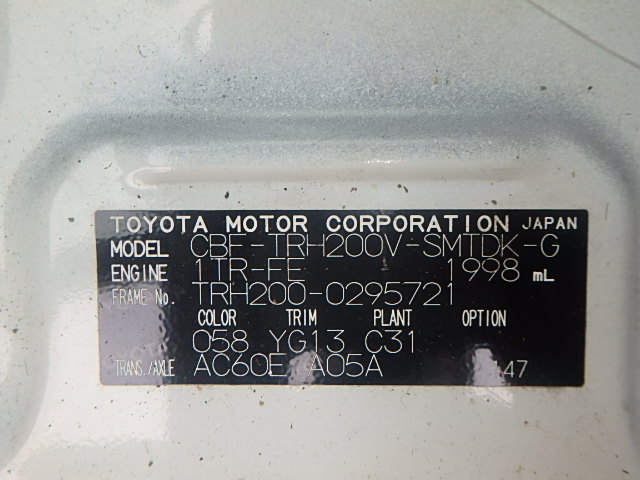 TOYOTA MOTOR CORPORATION JAPAN
MODEL CBF-TRH200V-SMTDK-G
ENGINE 1TR-FE 1998 mL
FRAME No. TRH200-0295721
COLOR TRIM PLANT OPTION
058 YG13 C31
TRANS./AXLE AC60E A05A 147